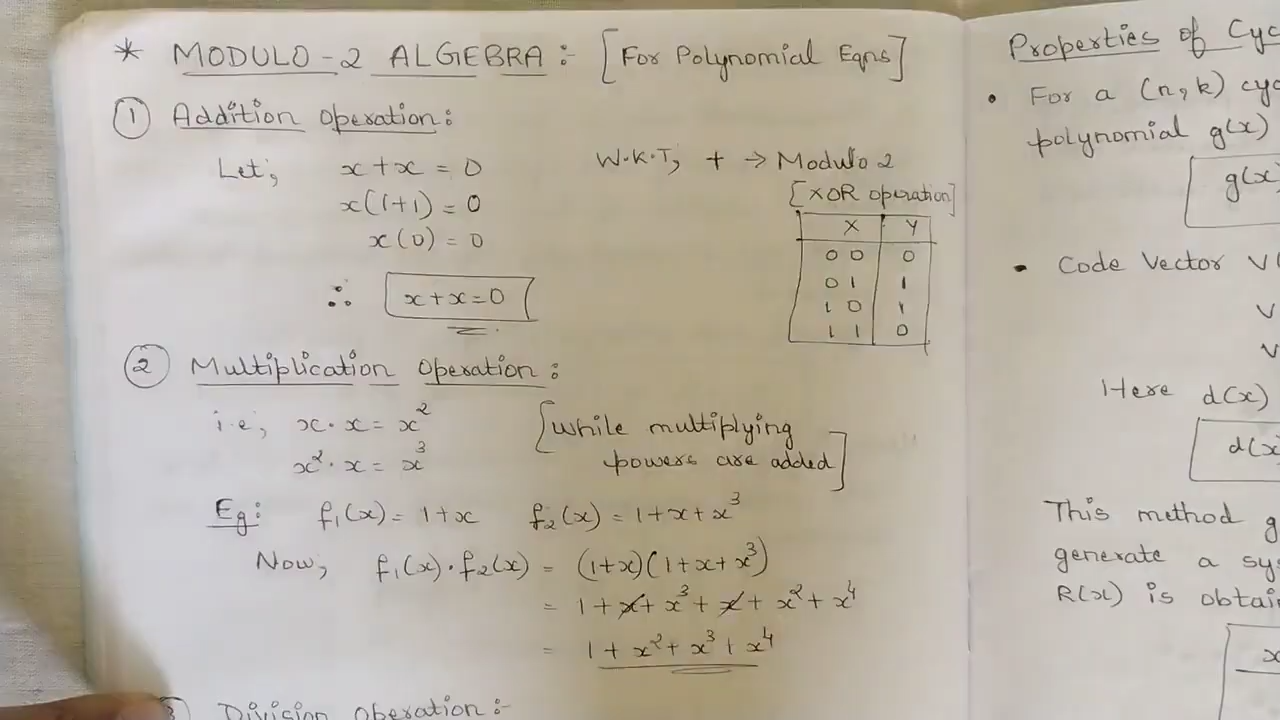 * MODULO-2 ALGEBRA :- [For Polynomial Eqns]
① Addition Operation:
Let, x+x = 0
x(1+1) = 0
x(0) = 0
∴ x+x=0
W.K.T, + → Modulo 2
[XOR operation]
X Y
0 0 0
0 1 1
1 0 1
1 1 0
② Multiplication Operation:
i.e, x·x = x²
x²·x = x³
[while multiplying
powers are added]
Eg: f₁(x) = 1+x f₂(x) = 1+x+x³
Now, f₁(x)·f₂(x) = (1+x)(1+x+x³)
= 1+x+x³+x+x²+x⁴
= 1+x²+x³+x⁴
Division Operation:-
Properties of Cyc
• For a (n,k) cyc
polynomial g(x)
g(x
• Code Vector V(
V
V
Here d(x)
d(x
This method g
generate a sys
R(x) is obtai
x